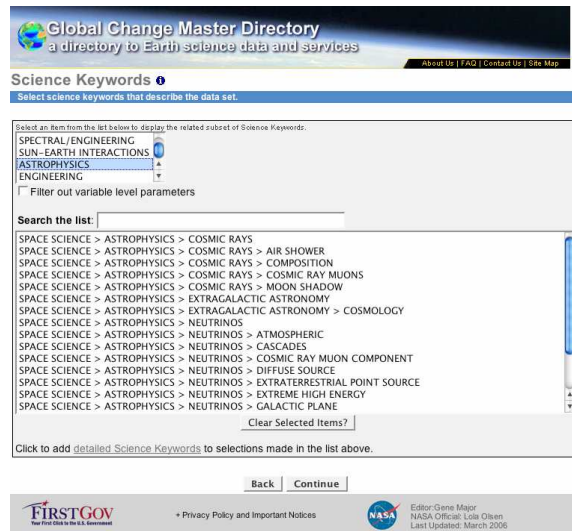 Global Change Master Directory
a directory to Earth science data and services
About Us | FAQ | Contact Us | Site Map
Science Keywords
Select science keywords that describe the data set.
Select an item from the list below to display the related subset of Science Keywords.
SPECTRAL/ENGINEERING
SUN-EARTH INTERACTIONS
ASTROPHYSICS
ENGINEERING
Filter out variable level parameters
Search the list:
SPACE SCIENCE > ASTROPHYSICS > COSMIC RAYS
SPACE SCIENCE > ASTROPHYSICS > COSMIC RAYS > AIR SHOWER
SPACE SCIENCE > ASTROPHYSICS > COSMIC RAYS > COMPOSITION
SPACE SCIENCE > ASTROPHYSICS > COSMIC RAYS > COSMIC RAY MUONS
SPACE SCIENCE > ASTROPHYSICS > COSMIC RAYS > MOON SHADOW
SPACE SCIENCE > ASTROPHYSICS > EXTRAGALACTIC ASTRONOMY
SPACE SCIENCE > ASTROPHYSICS > EXTRAGALACTIC ASTRONOMY > COSMOLOGY
SPACE SCIENCE > ASTROPHYSICS > NEUTRINOS
SPACE SCIENCE > ASTROPHYSICS > NEUTRINOS > ATMOSPHERIC
SPACE SCIENCE > ASTROPHYSICS > NEUTRINOS > CASCADES
SPACE SCIENCE > ASTROPHYSICS > NEUTRINOS > COSMIC RAY MUON COMPONENT
SPACE SCIENCE > ASTROPHYSICS > NEUTRINOS > DIFFUSE SOURCE
SPACE SCIENCE > ASTROPHYSICS > NEUTRINOS > EXTRATERRESTRIAL POINT SOURCE
SPACE SCIENCE > ASTROPHYSICS > NEUTRINOS > EXTREME HIGH ENERGY
SPACE SCIENCE > ASTROPHYSICS > NEUTRINOS > GALACTIC PLANE
Clear Selected Items?
Click to add detailed Science Keywords to selections made in the list above.
Back Continue
FIRSTGOV
Your First Click to the U.S. Government
+ Privacy Policy and Important Notices
NASA
Editor:Gene Major
NASA Official: Lola Olsen
Last Updated: March 2006